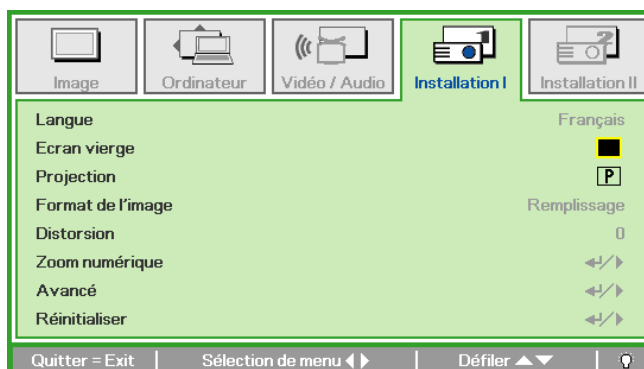 Image
Ordinateur
Vidéo / Audio
Installation I
Installation II
Langue Français
Ecran vierge
Projection P
Format de l'image Remplissage
Distorsion 0
Zoom numérique
Avancé
Réinitialiser
Quitter = Exit Sélection de menu Défiler